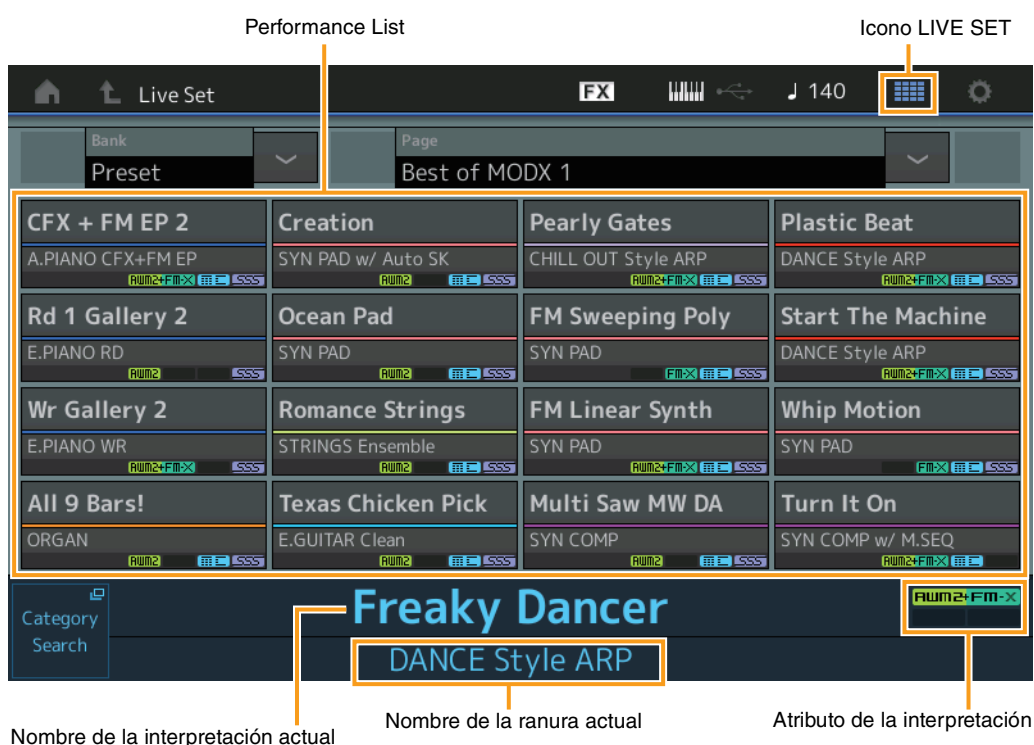 Performance List
Icono LIVE SET
Live Set FX ♩ 140
Bank
Preset
Page
Best of MODX 1
CFX + FM EP 2
A.PIANO CFX+FM EP
AWM2+FM-X SSS
Creation
SYN PAD w/ Auto SK
AWM2 SSS
Pearly Gates
CHILL OUT Style ARP
AWM2+FM-X SSS
Plastic Beat
DANCE Style ARP
AWM2+FM-X SSS
Rd 1 Gallery 2
E.PIANO RD
AWM2 SSS
Ocean Pad
SYN PAD
AWM2 SSS
FM Sweeping Poly
SYN PAD
FM-X SSS
Start The Machine
DANCE Style ARP
AWM2+FM-X SSS
Wr Gallery 2
E.PIANO WR
AWM2+FM-X SSS
Romance Strings
STRINGS Ensemble
AWM2 SSS
FM Linear Synth
SYN PAD
AWM2+FM-X SSS
Whip Motion
SYN PAD
FM-X SSS
All 9 Bars!
ORGAN
AWM2 SSS
Texas Chicken Pick
E.GUITAR Clean
AWM2 SSS
Multi Saw MW DA
SYN COMP
AWM2 SSS
Turn It On
SYN COMP w/ M.SEQ
AWM2+FM-X
Category
Search
Freaky Dancer
AWM2+FM-X
DANCE Style ARP
Nombre de la interpretación actual
Nombre de la ranura actual
Atributo de la interpretación